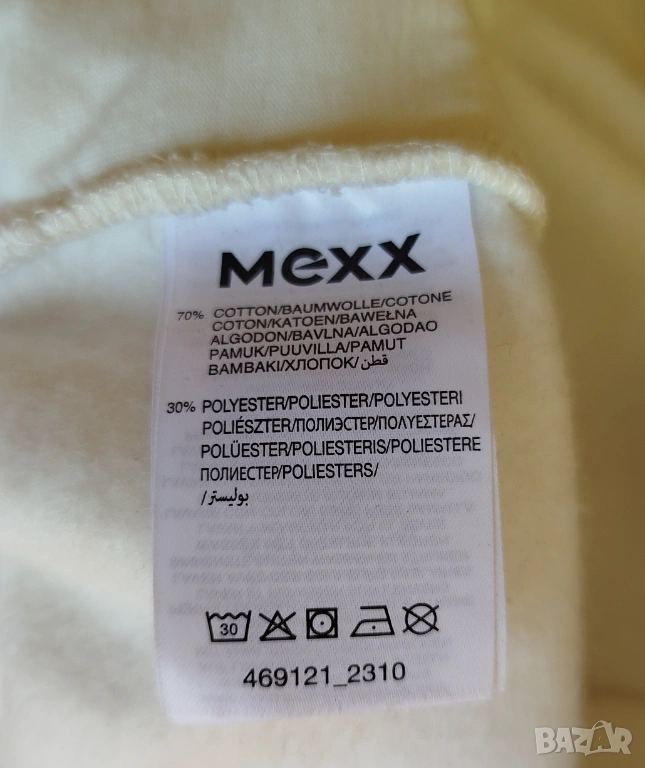 MEXX
70% COTTON/BAUMWOLLE/COTONE
COTON/KATOEN/BAWEŁNA
ALGODON/BAVLNA/ALGODAO
PAMUK/PUUVILLA/PAMUT
BAMBAKI/ХЛОПОК/قطن
30% POLYESTER/POLIESTER/POLYESTERI
POLIÉSZTER/ПОЛИЭСТЕР/ΠΟΛΥΕΣΤΕΡΑΣ/
POLÜESTER/POLIESTERIS/POLIESTERE
ПОЛИЕСТЕР/POLIESTERS/
بوليستر/
30
469121_2310
BAZAR